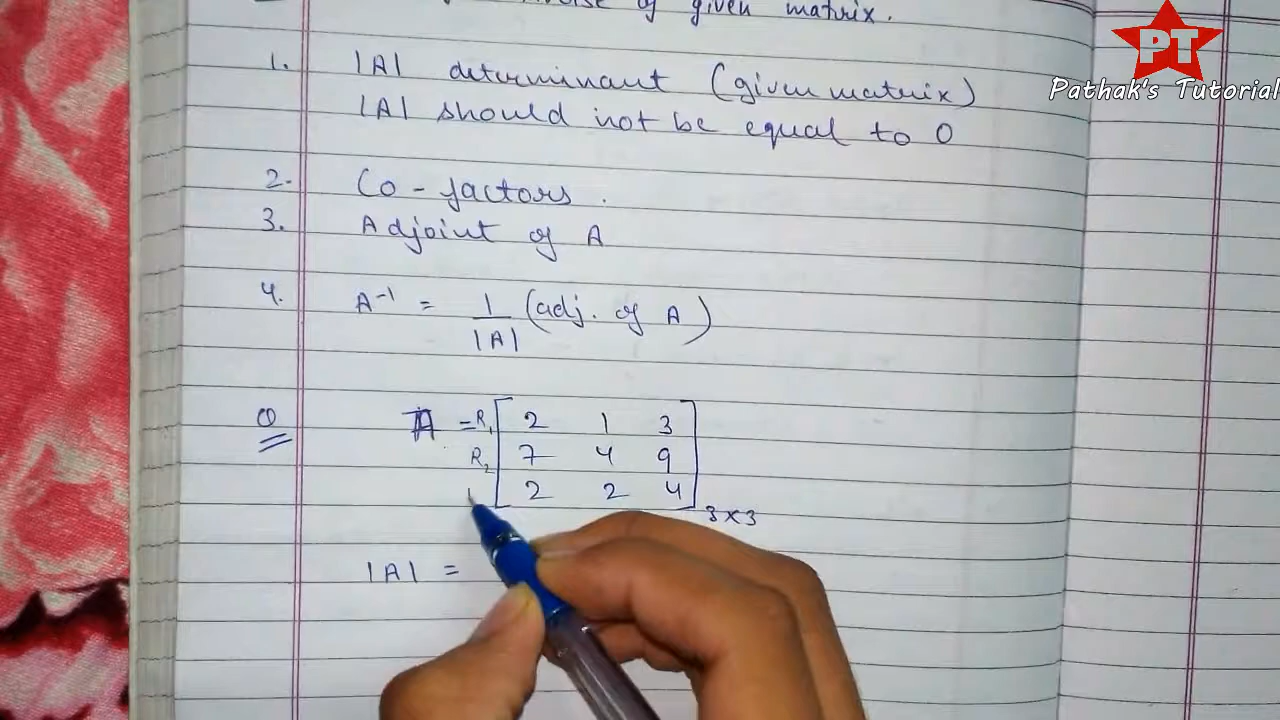 of given matrix.
PT
Pathak's Tutorial
1. |A| determinant (given matrix)
|A| should not be equal to 0
2. Co-factors.
3. Adjoint of A
4. A⁻¹ = 1/|A| (adj. of A)
Q A = R₁ [ 2 1 3
R₂ 7 4 9
2 2 4 ] 3×3
|A| =